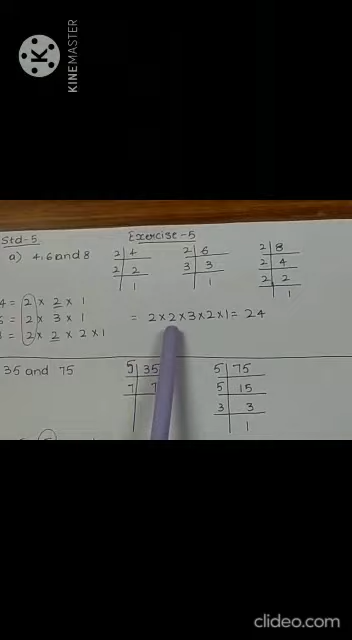 KINEMASTER
Std-5
Exercise-5
a) 4,6 and 8
2 | 4
2 | 2
1
2 | 6
3 | 3
1
2 | 8
2 | 4
2 | 2
1
4 = 2 × 2 × 1
= 2 × 3 × 1
= 2 × 2 × 2 × 1
= 2 × 2 × 3 × 2 × 1 = 24
35 and 75
5 | 35
7 | 7
5 | 75
5 | 15
3 | 3
1
clideo.com